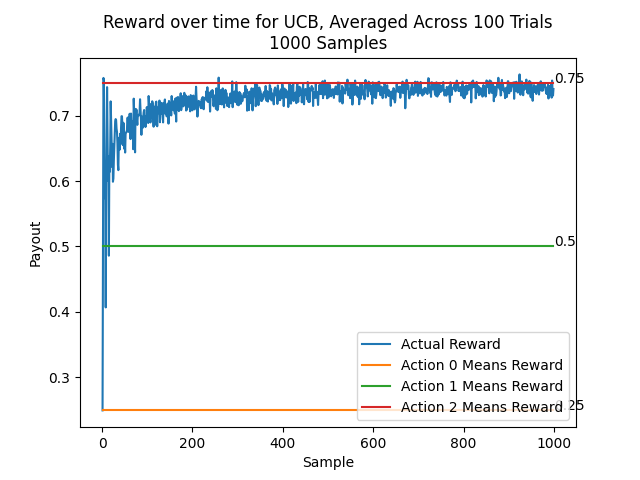 Reward over time for UCB, Averaged Across 100 Trials
1000 Samples
0.75
0.7
0.6
0.5
0.5
0.4
0.3
Payout
Actual Reward
Action 0 Means Reward
Action 1 Means Reward
Action 2 Means Reward
25
0
200
400
600
800
1000
Sample